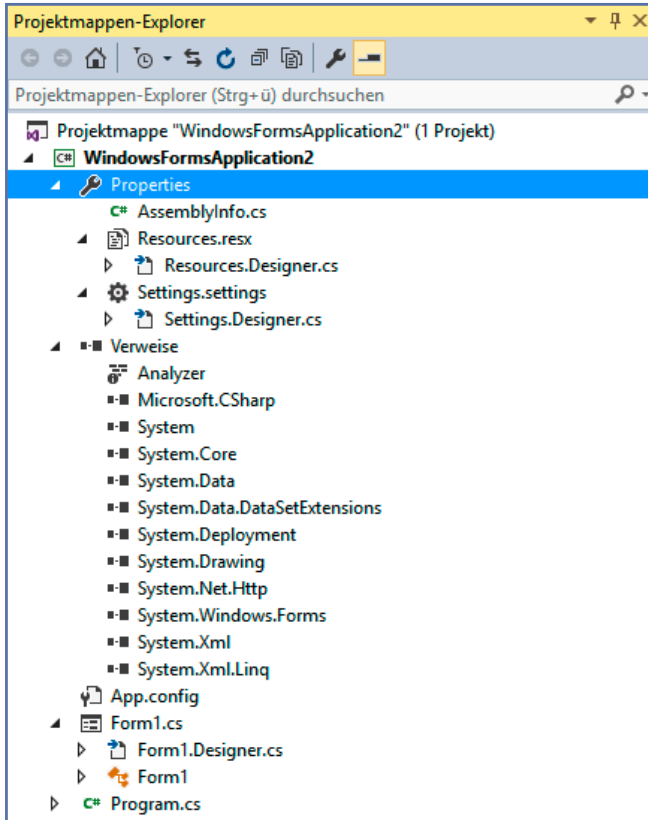 Projektmappen-Explorer
Projektmappen-Explorer (Strg+ü) durchsuchen
Projektmappe "WindowsFormsApplication2" (1 Projekt)
C# WindowsFormsApplication2
Properties
C# AssemblyInfo.cs
Resources.resx
Resources.Designer.cs
Settings.settings
Settings.Designer.cs
Verweise
Analyzer
Microsoft.CSharp
System
System.Core
System.Data
System.Data.DataSetExtensions
System.Deployment
System.Drawing
System.Net.Http
System.Windows.Forms
System.Xml
System.Xml.Linq
App.config
Form1.cs
Form1.Designer.cs
Form1
C# Program.cs